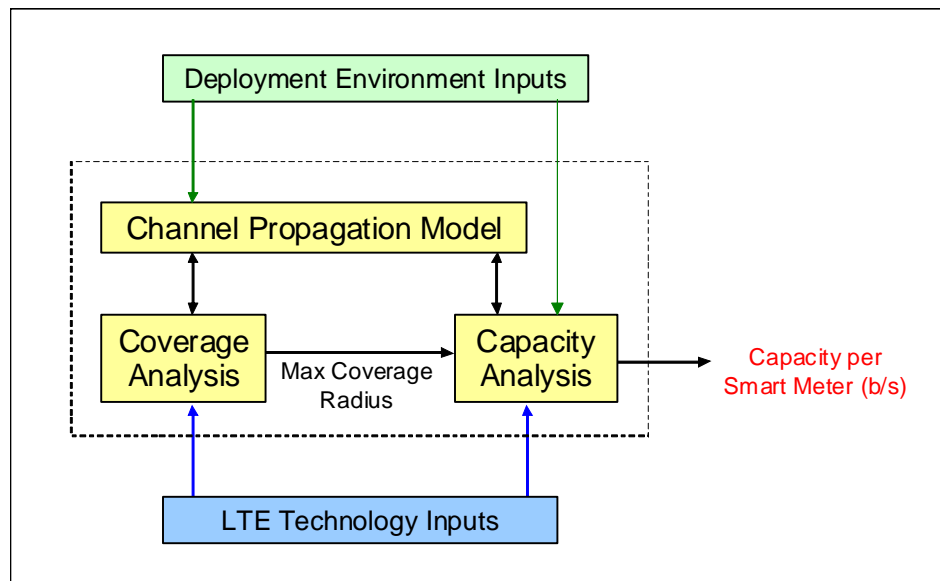 Deployment Environment Inputs
Channel Propagation Model
Coverage
Analysis
Max Coverage
Radius
Capacity
Analysis
Capacity per
Smart Meter (b/s)
LTE Technology Inputs